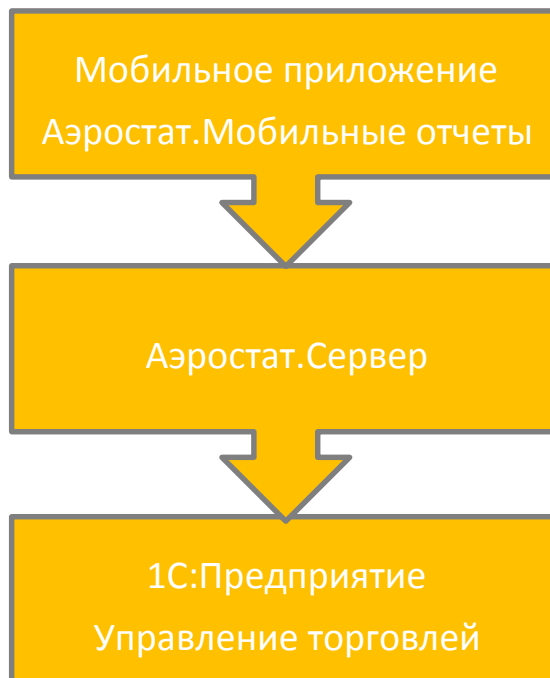 Мобильное приложение
Аэростат.Мобильные отчеты
Аэростат.Сервер
1С:Предприятие
Управление торговлей